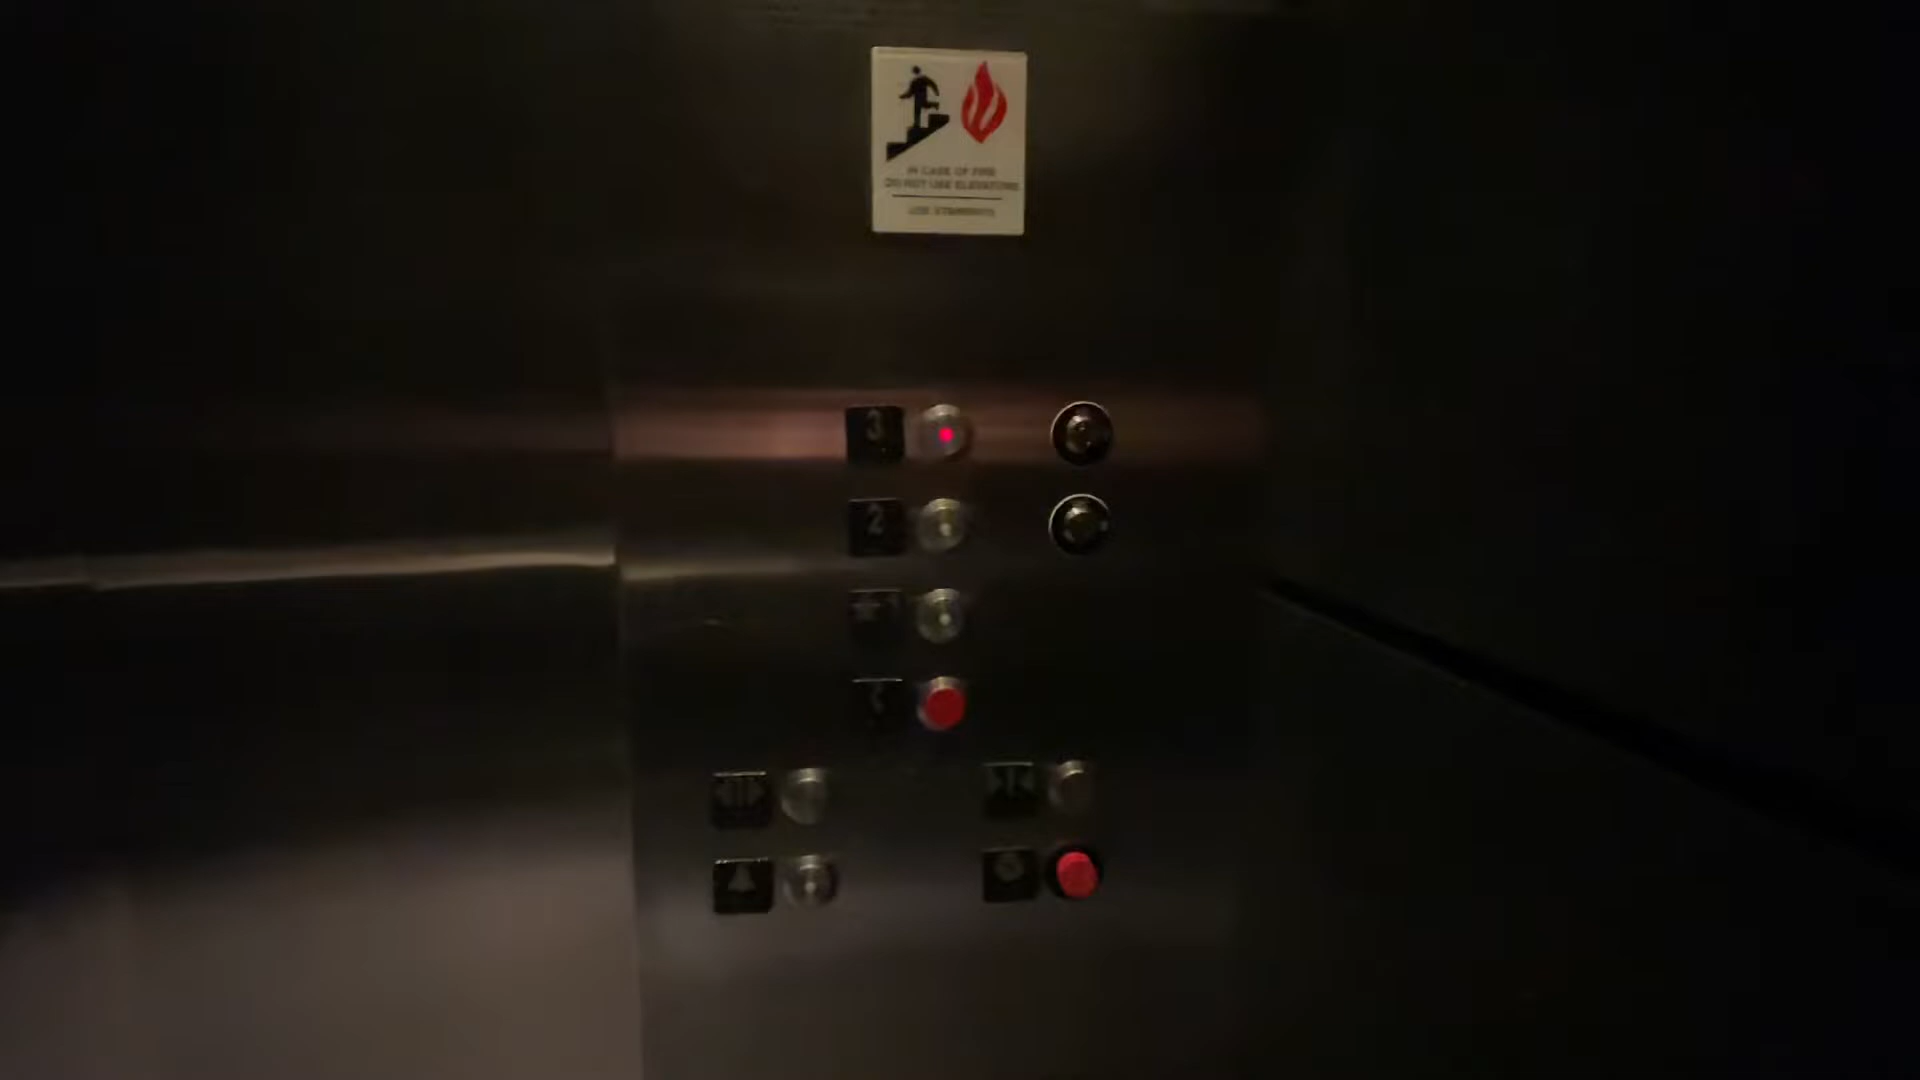 IN CASE OF FIRE
DO NOT USE ELEVATORS
USE STAIRWAYS
3
2